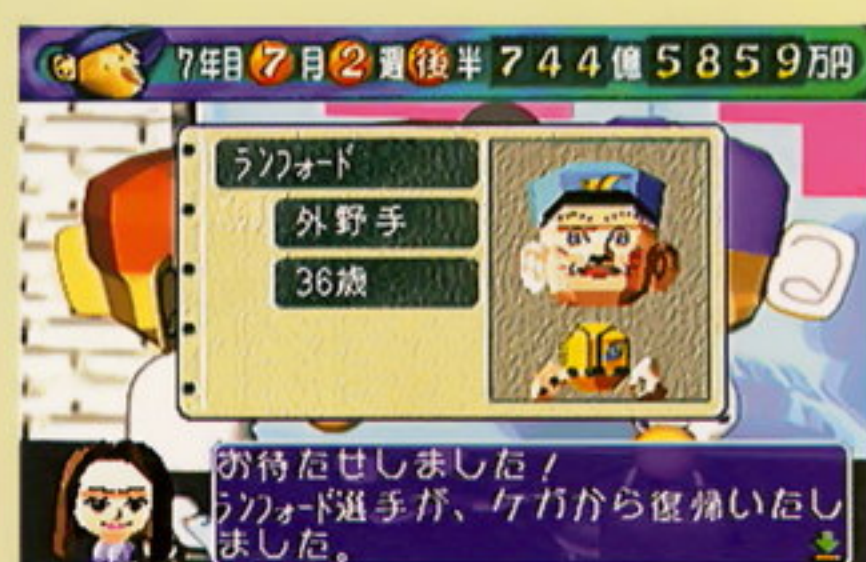 7年目7月2週後半744億5859万円
ランフォード
外野手
36歳
お待たせしました!
ランフォード選手が、ケガから復帰いたし
ました。